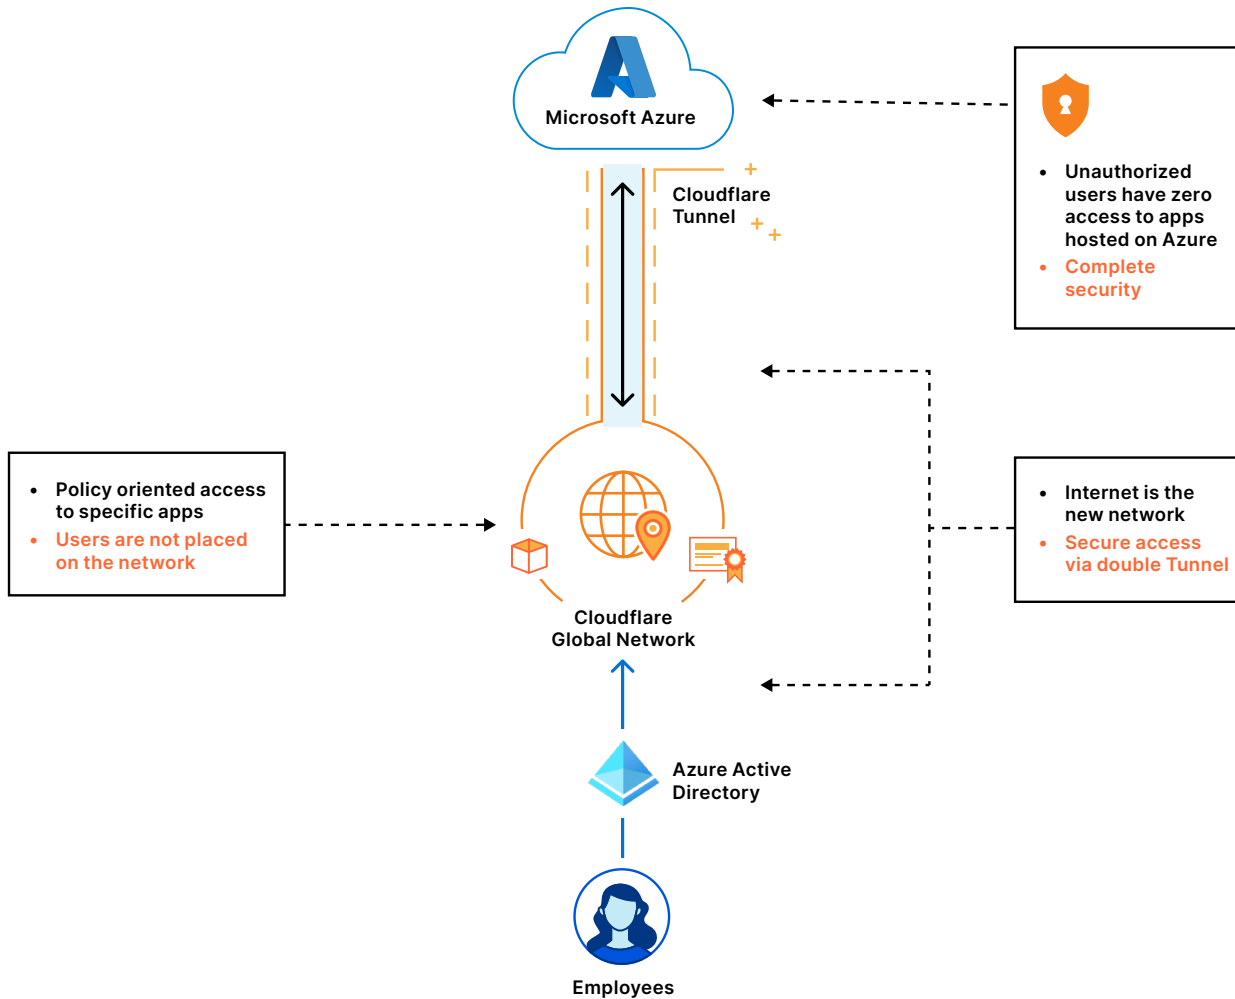 Microsoft Azure
Cloudflare
Tunnel
• Unauthorized
users have zero
access to apps
hosted on Azure
• Complete
security
• Policy oriented access
to specific apps
• Users are not placed
on the network
• Internet is the
new network
• Secure access
via double Tunnel
Cloudflare
Global Network
Azure Active
Directory
Employees